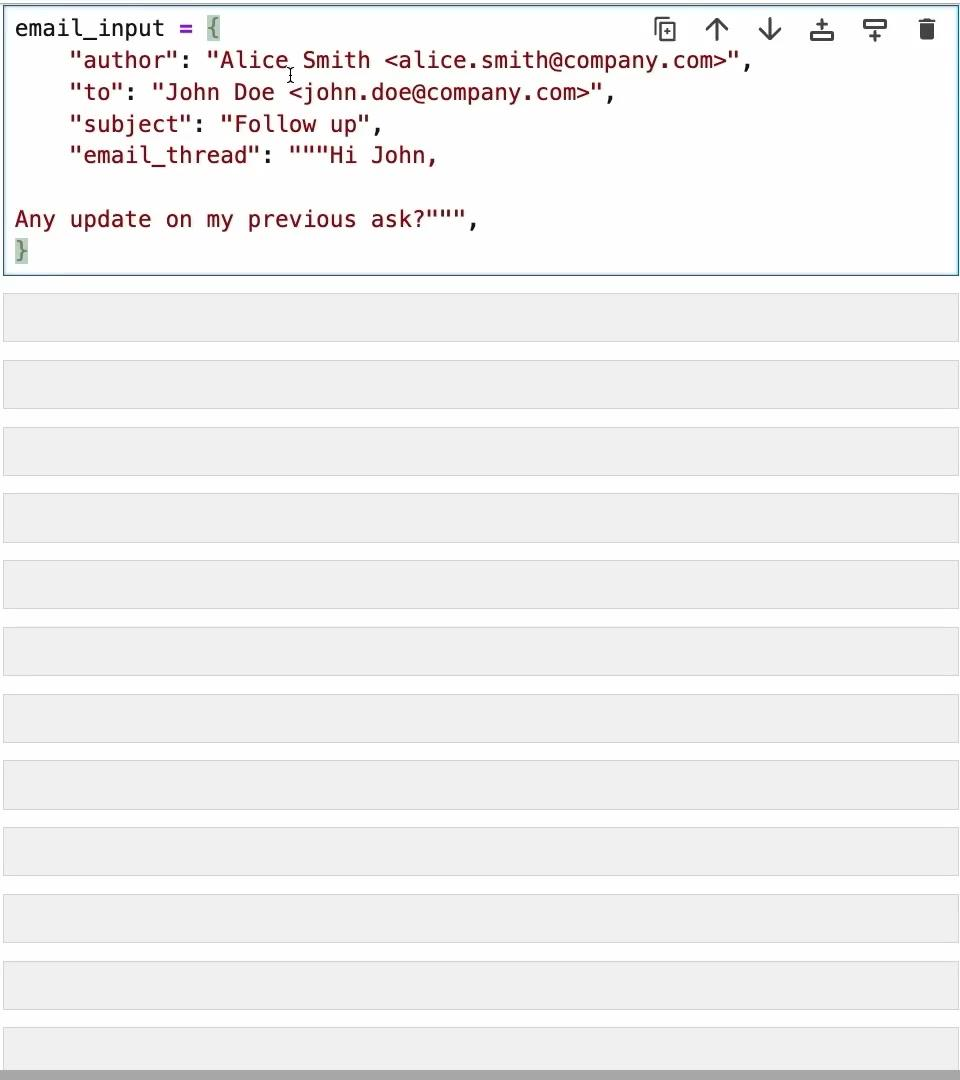 email_input = {
    "author": "Alice Smith <alice.smith@company.com>",
    "to": "John Doe <john.doe@company.com>",
    "subject": "Follow up",
    "email_thread": """Hi John,

Any update on my previous ask?""",
}